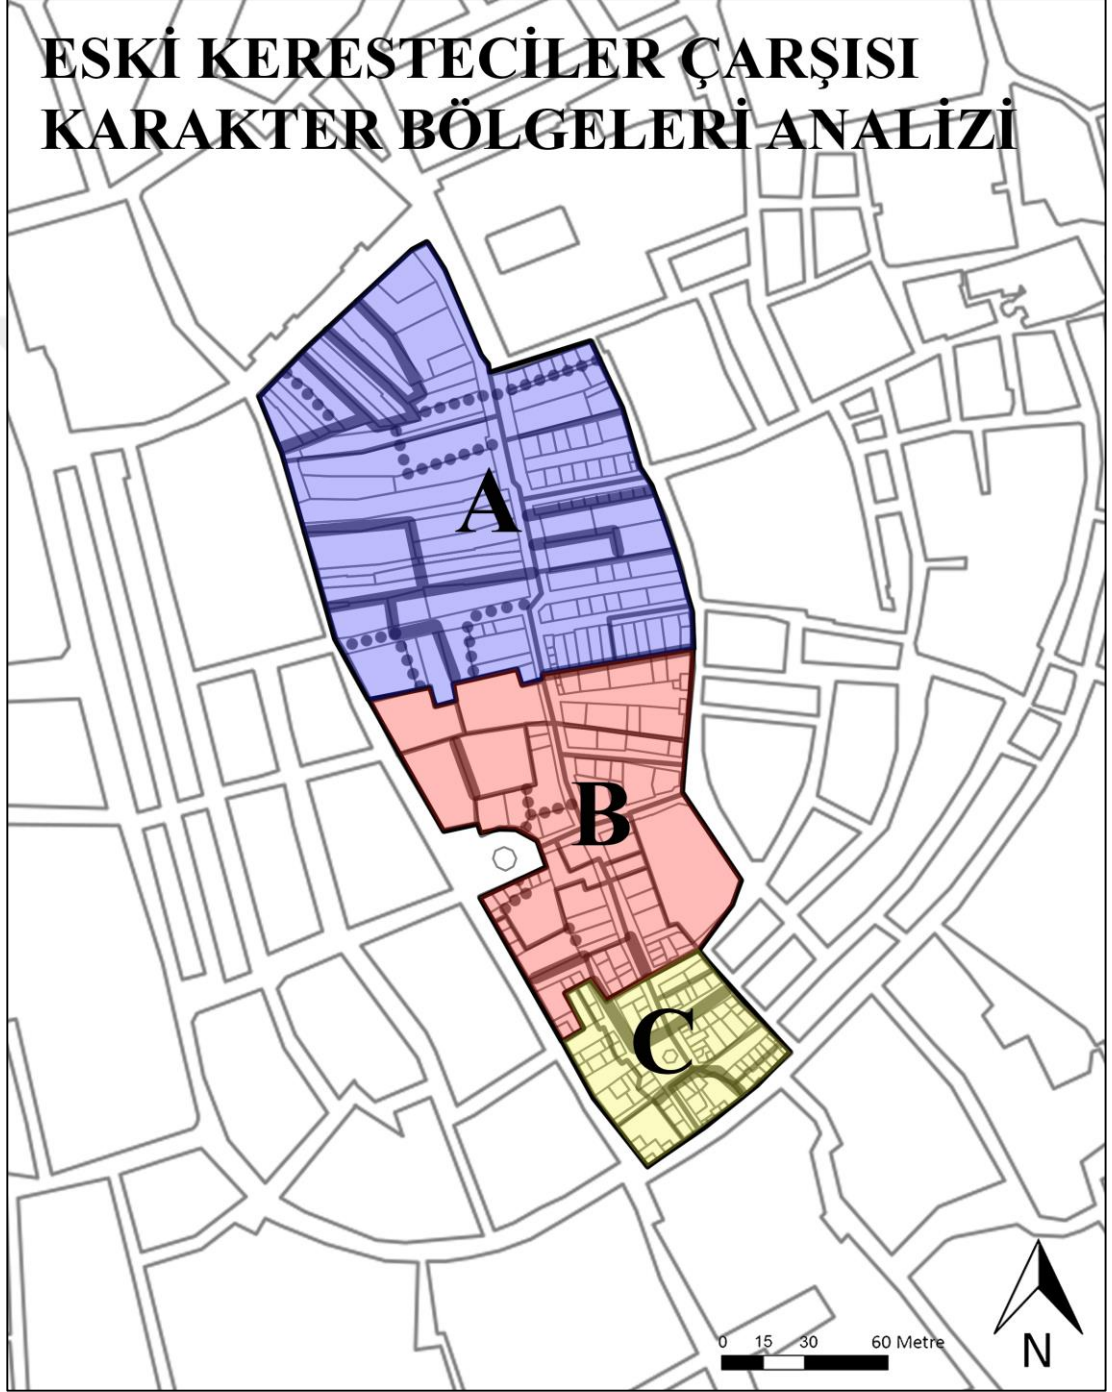 ESKİ KERESTECİLER ÇARŞISI
KARAKTER BÖLGELERİ ANALİZİ
A
B
C
0 15 30 60 Metre
N